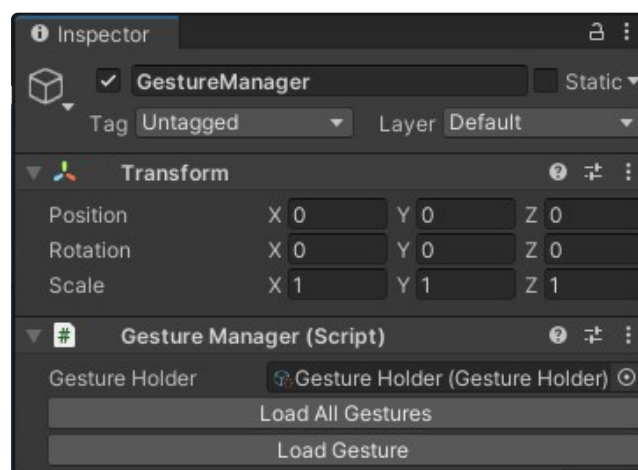 Inspector
GestureManager Static
Tag Untagged Layer Default
Transform
Position X 0 Y 0 Z 0
Rotation X 0 Y 0 Z 0
Scale X 1 Y 1 Z 1
# Gesture Manager (Script)
Gesture Holder Gesture Holder (Gesture Holder)
Load All Gestures
Load Gesture